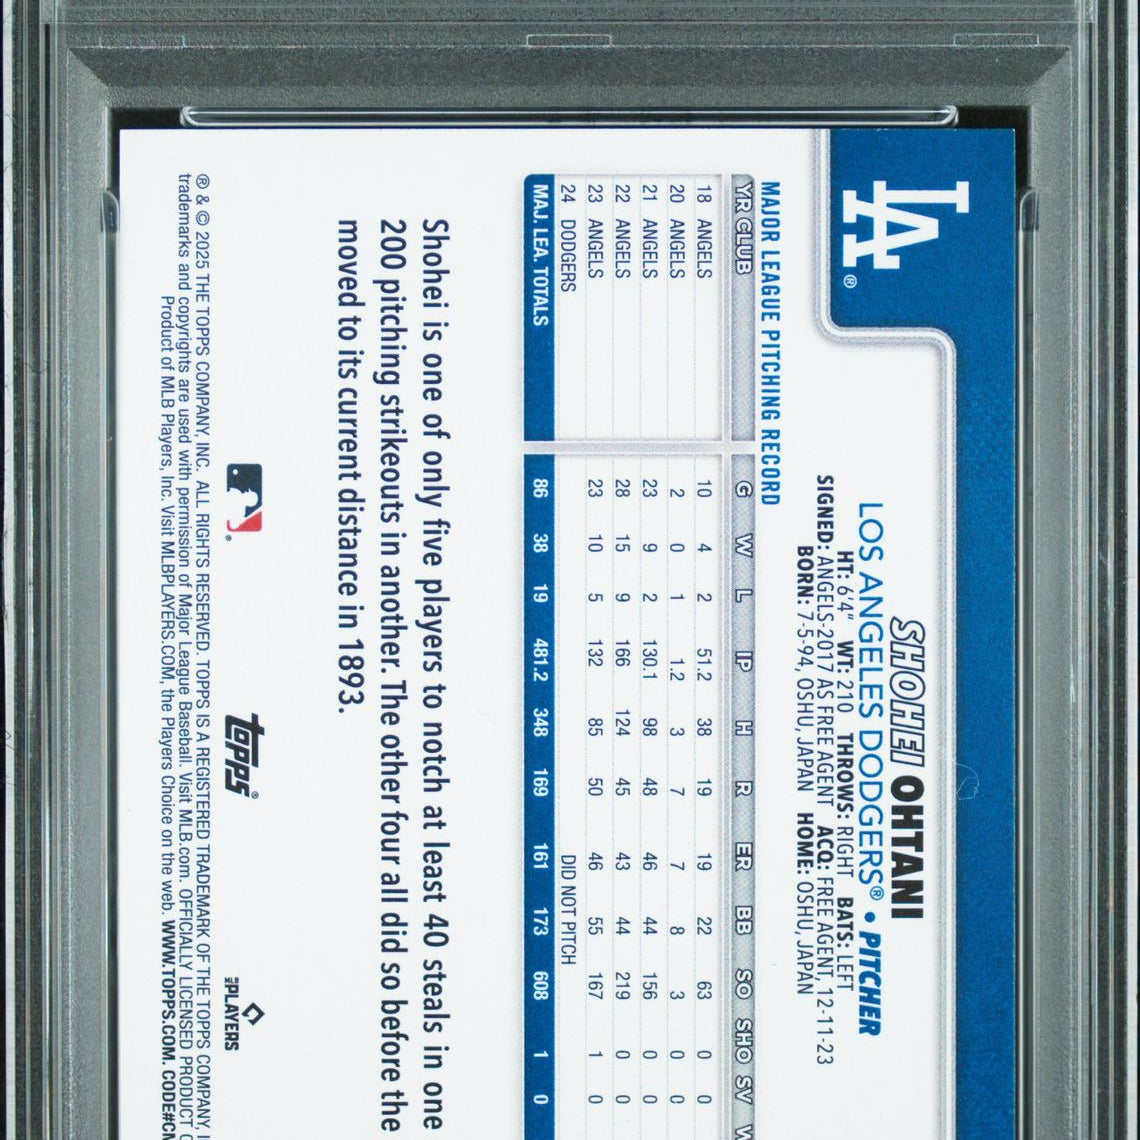 LA®
SHOHEI OHTANI
LOS ANGELES DODGERS® • PITCHER
HT: 6'4" WT: 210 THROWS: RIGHT BATS: LEFT
SIGNED: ANGELS-2017 AS FREE AGENT ACQ: FREE AGENT, 12-11-23
BORN: 7-5-94, OSHU, JAPAN HOME: OSHU, JAPAN
MAJOR LEAGUE PITCHING RECORD
YR CLUB G W L IP H R ER BB SO SHO SV W
18 ANGELS 10 4 2 51.2 38 19 19 22 63 0 0
20 ANGELS 2 0 1 1.2 3 7 7 8 3 0 0
21 ANGELS 23 9 2 130.1 98 48 46 44 156 0 0
22 ANGELS 28 15 9 166 124 45 43 44 219 0 0
23 ANGELS 23 10 5 132 85 50 46 55 167 1 0
24 DODGERS DID NOT PITCH
MAJ. LEA. TOTALS 86 38 19 481.2 348 169 161 173 608 1 0
Shohei is one of only five players to notch at least 40 steals in one
200 pitching strikeouts in another. The other four all did so before the
moved to its current distance in 1893.
topps®
MLB PLAYERS
® & © 2025 THE TOPPS COMPANY, INC. ALL RIGHTS RESERVED. TOPPS IS A REGISTERED TRADEMARK OF THE TOPPS COMPANY, I
trademarks and copyrights are used with permission of Major League Baseball. Visit MLB.com. OFFICIALLY LICENSED PRODUCT
Product of MLB Players, Inc. Visit MLBPLAYERS.COM, the Players Choice on the web. WWW.TOPPS.COM. CODE#CM